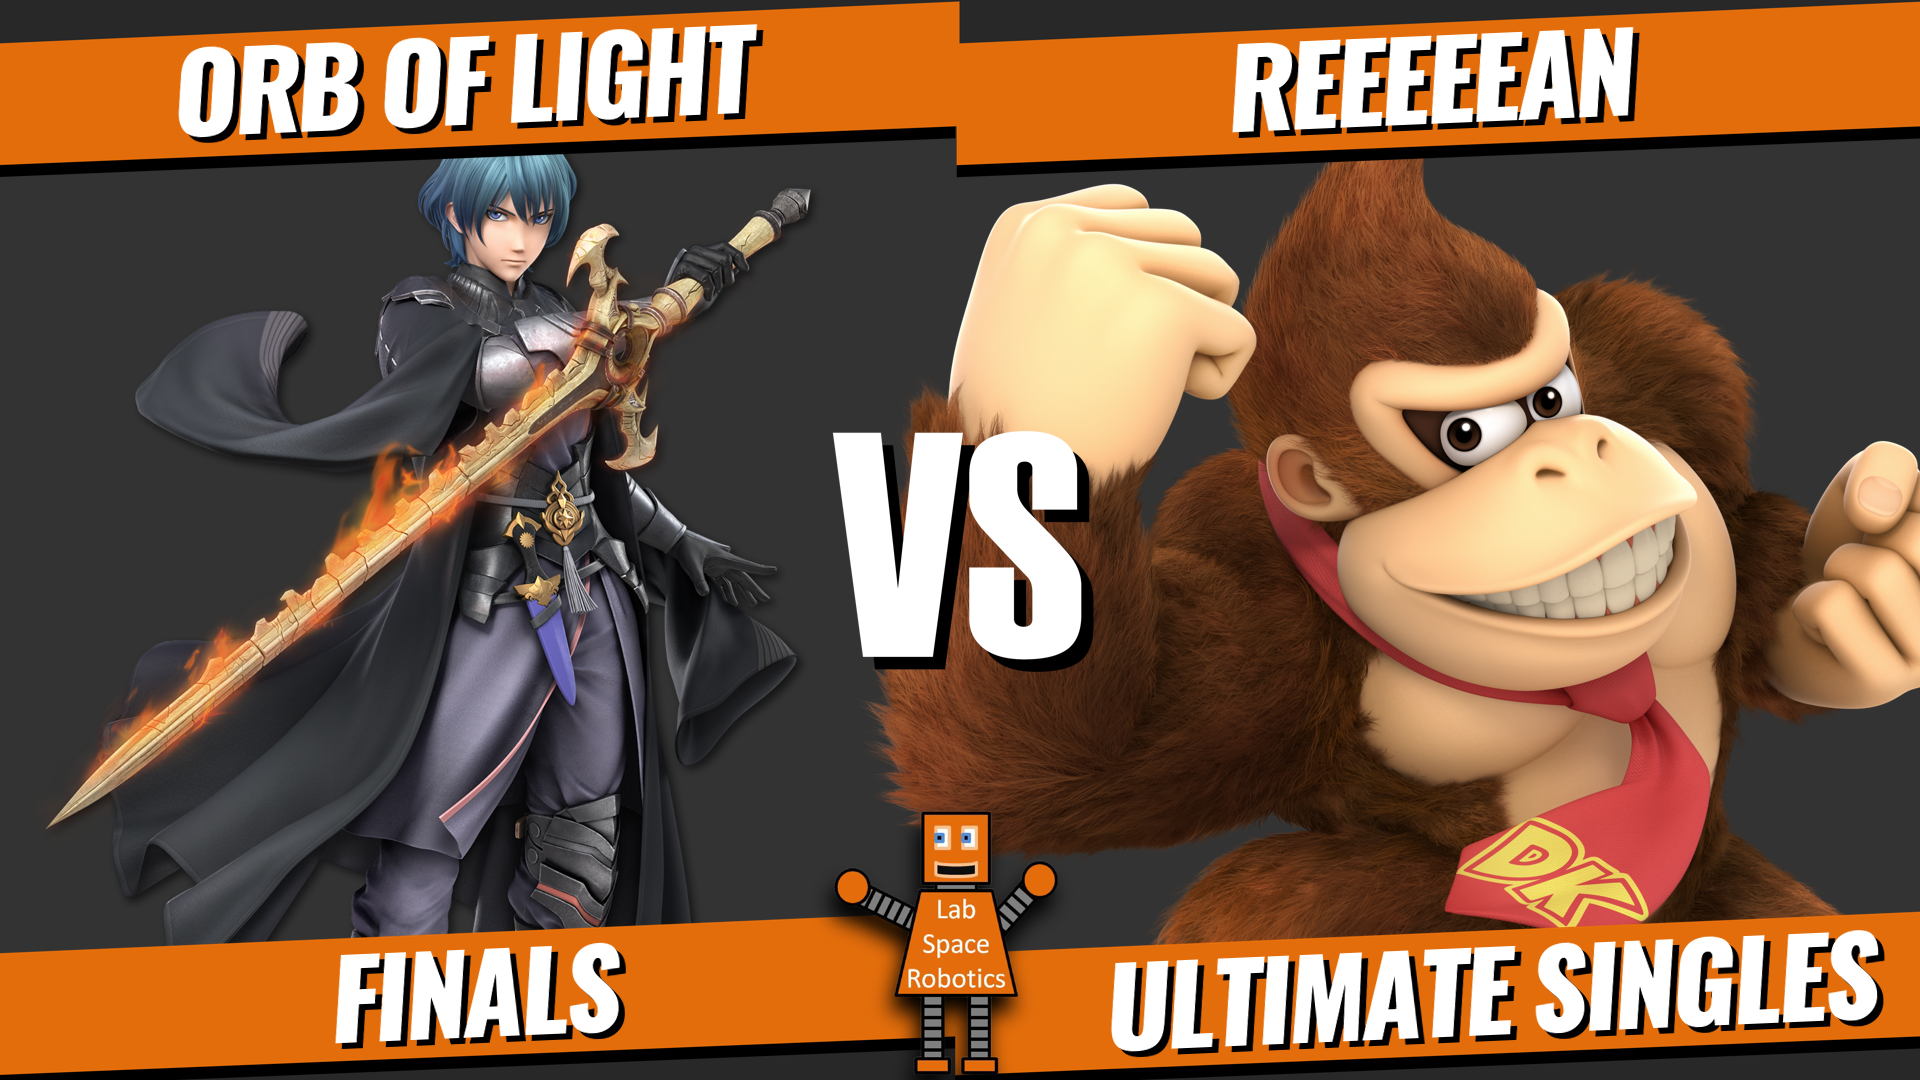 ORB OF LIGHT
REEEEEAN
VS
DK
Lab
Space
Robotics
FINALS
ULTIMATE SINGLES